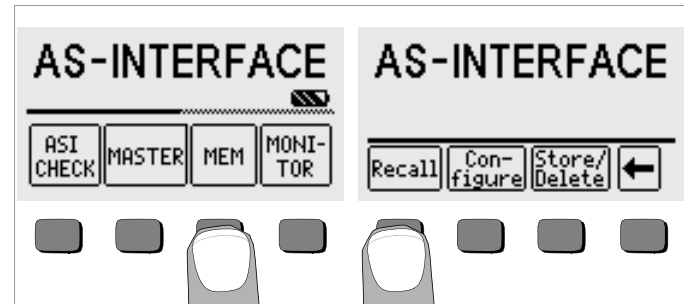 AS-INTERFACE
ASI
CHECK
MASTER
MEM
MONI-
TOR
AS-INTERFACE
Recall
Con-
figure
Store/
Delete